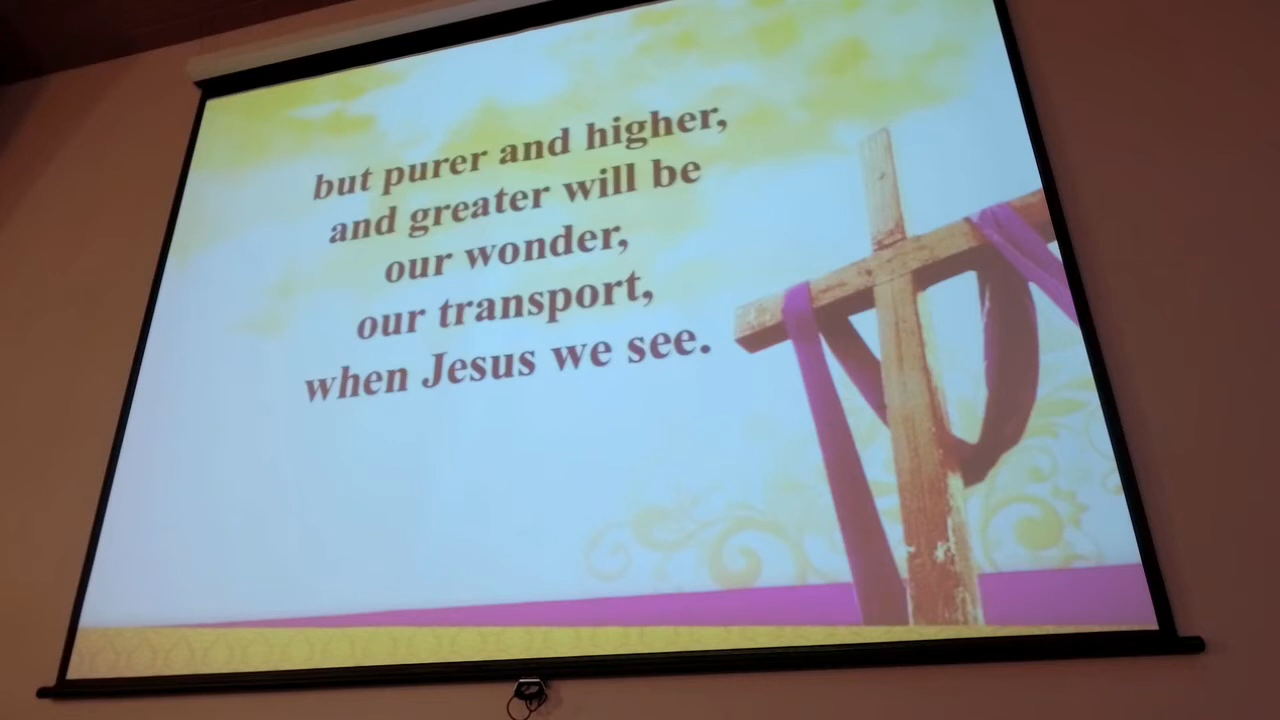 but purer and higher,
and greater will be
our wonder,
our transport,
when Jesus we see.